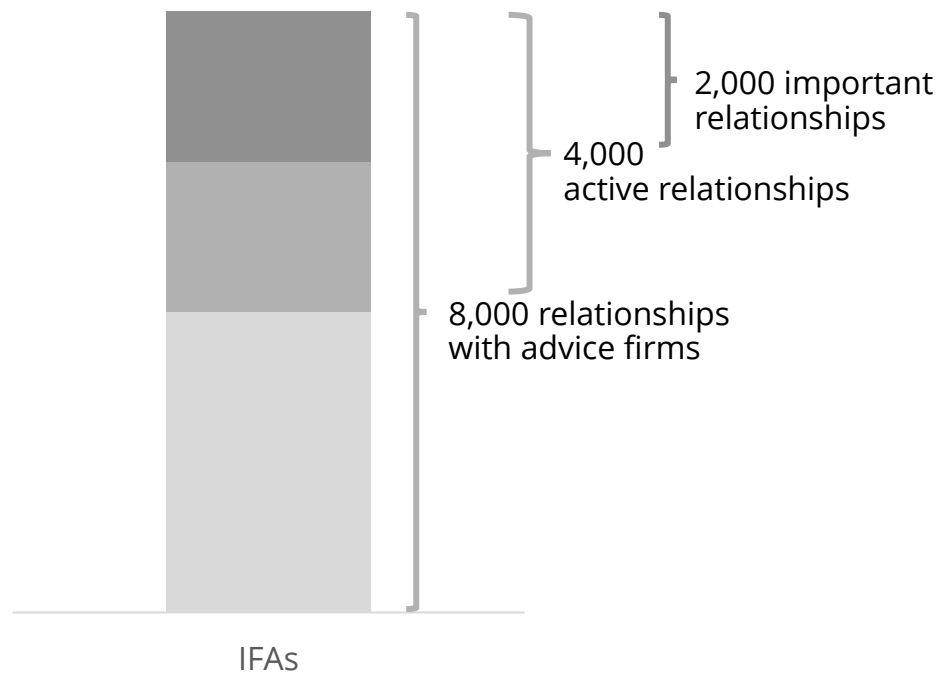 2,000 important
relationships
4,000
active relationships
8,000 relationships
with advice firms
IFAs